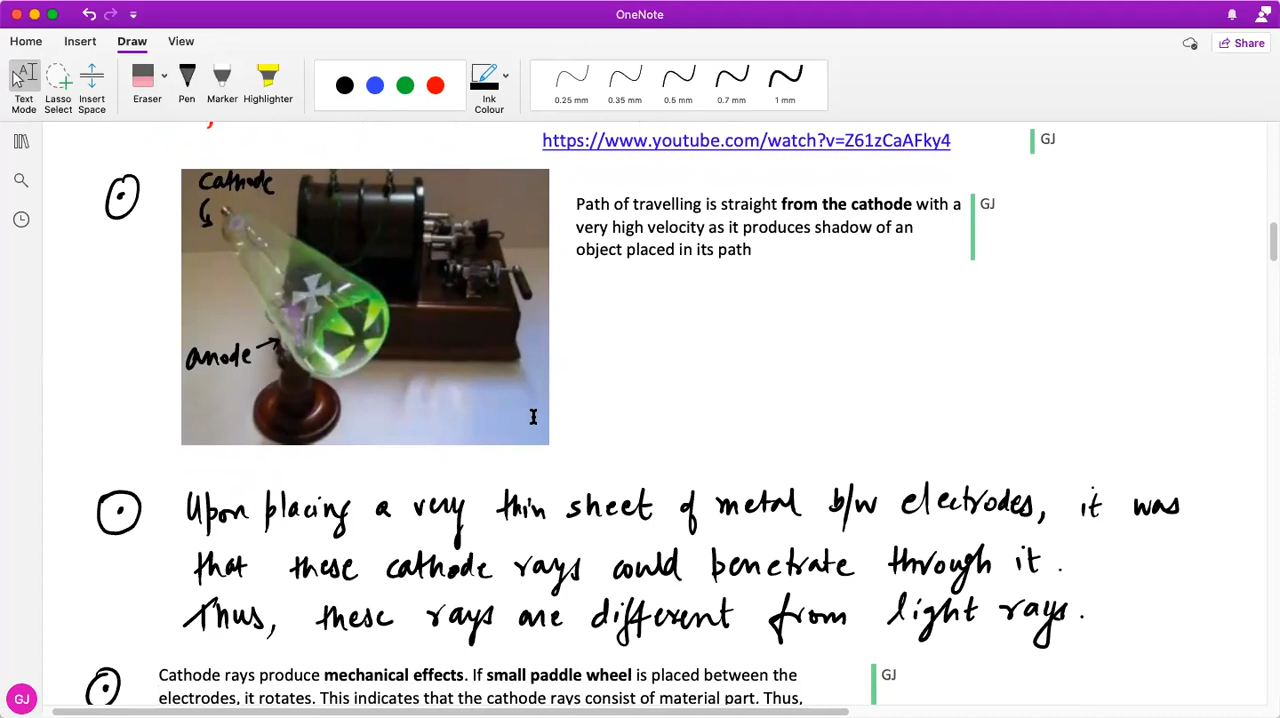 OneNote
Home Insert Draw View
Share
Text Mode
Lasso Select
Insert Space
Eraser
Pen
Marker
Highlighter
Ink Colour
0.25 mm
0.35 mm
0.5 mm
0.7 mm
1 mm
https://www.youtube.com/watch?v=Z61zCaAFky4
GJ
Cathode
anode
Path of travelling is straight from the cathode with a
very high velocity as it produces shadow of an
object placed in its path
GJ
Upon placing a very thin sheet of metal b/w electrodes, it was
that these cathode rays could penetrate through it.
Thus, these rays are different from light rays.
Cathode rays produce mechanical effects. If small paddle wheel is placed between the
electrodes, it rotates. This indicates that the cathode rays consist of material part. Thus,
GJ
GJ